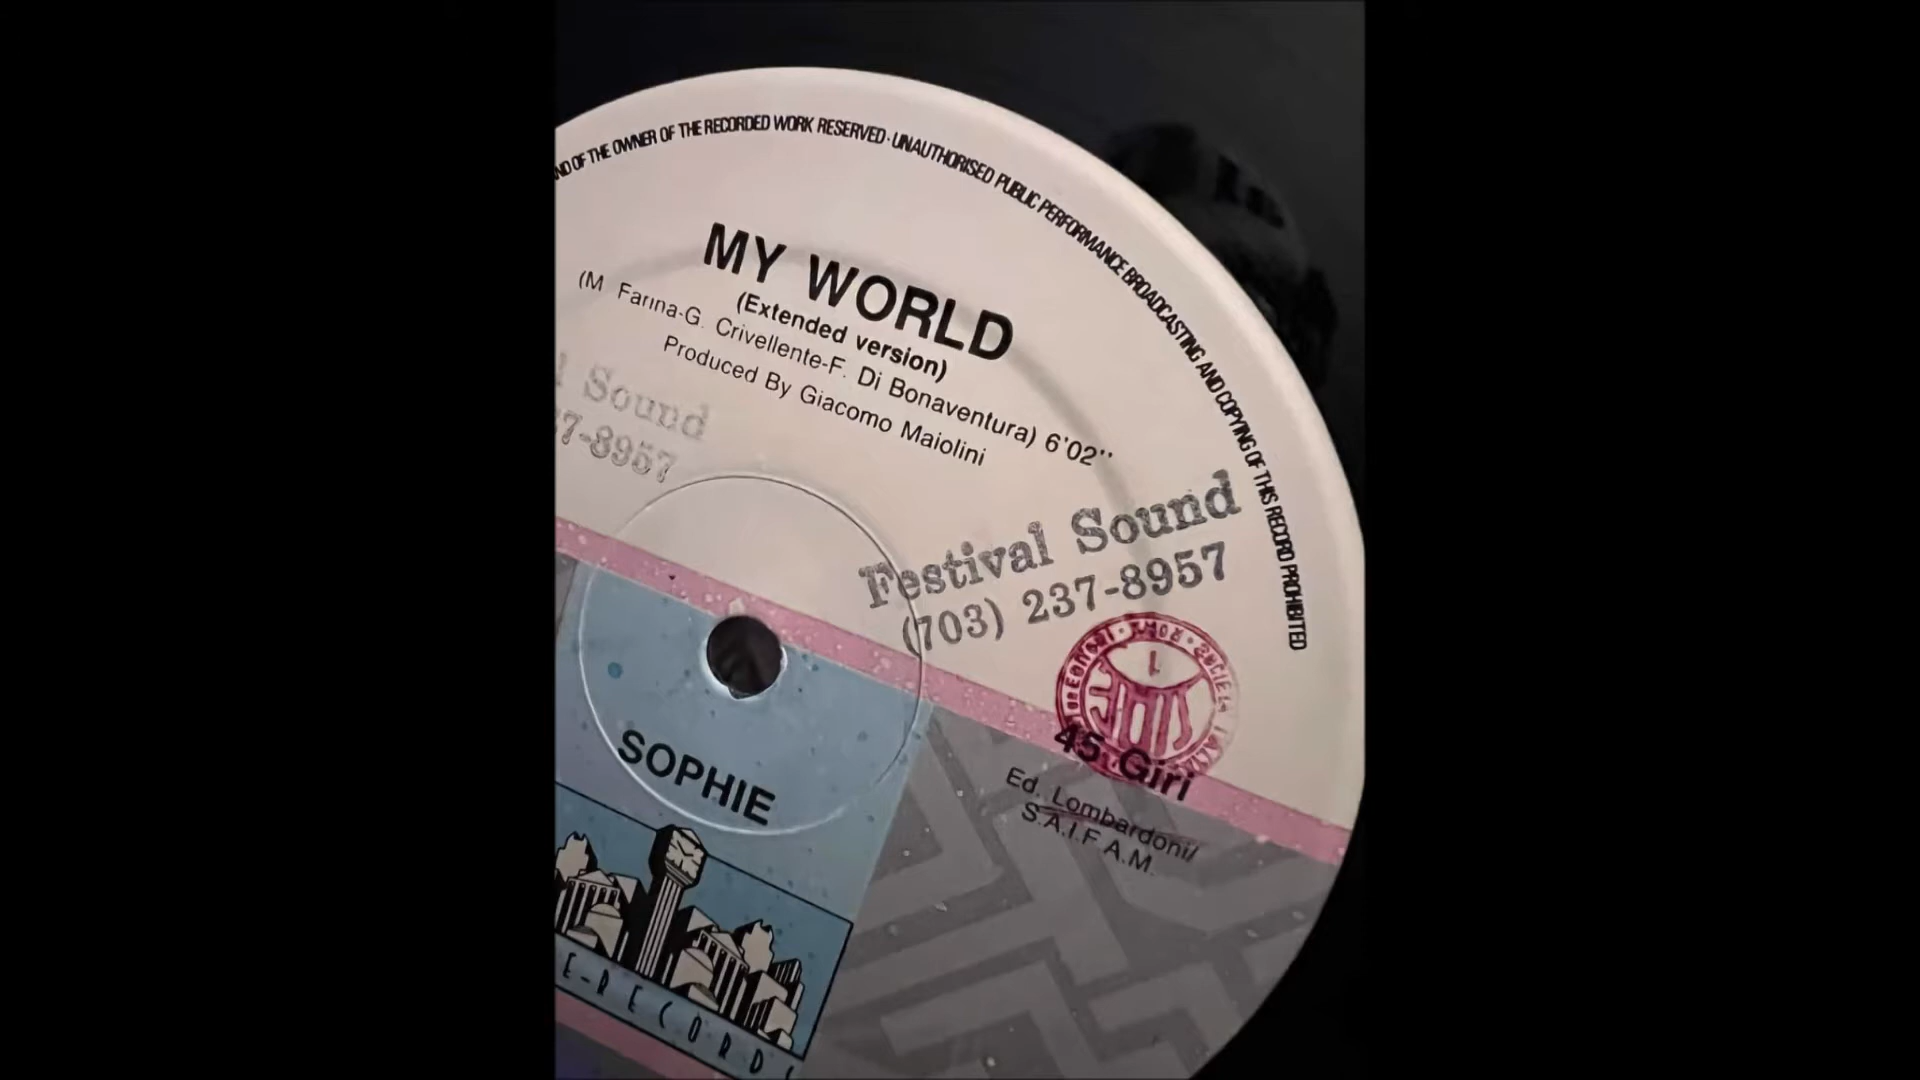 OF THE OWNER OF THE RECORDED WORK RESERVED · UNAUTHORISED PUBLIC PERFORMANCE BROADCASTING AND COPYING OF THIS RECORD PROHIBITED
MY WORLD
(Extended version)
(M. Farina-G. Crivellente-F. Di Bonaventura) 6'02''
Produced By Giacomo Maiolini
Sound
7-8957
Festival Sound
(703) 237-8957
SIAE
45 Giri
Ed. Lombardoni/
S.A.I.F.A.M.
SOPHIE
E-RECORDS